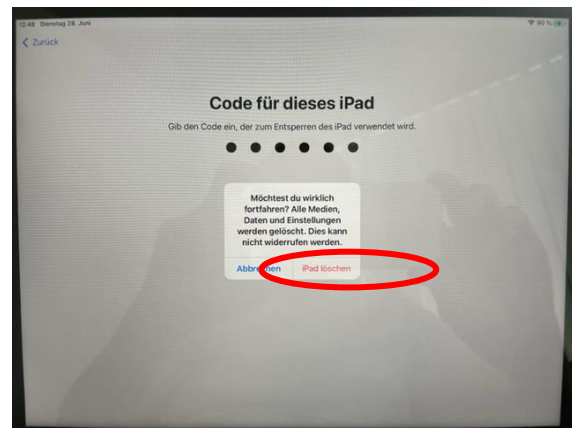 12:48 Dienstag 28. Juni
90 %
Zurück
Code für dieses iPad
Gib den Code ein, der zum Entsperren des iPad verwendet wird.
Möchtest du wirklich
fortfahren? Alle Medien,
Daten und Einstellungen
werden gelöscht. Dies kann
nicht widerrufen werden.
Abbrechen iPad löschen